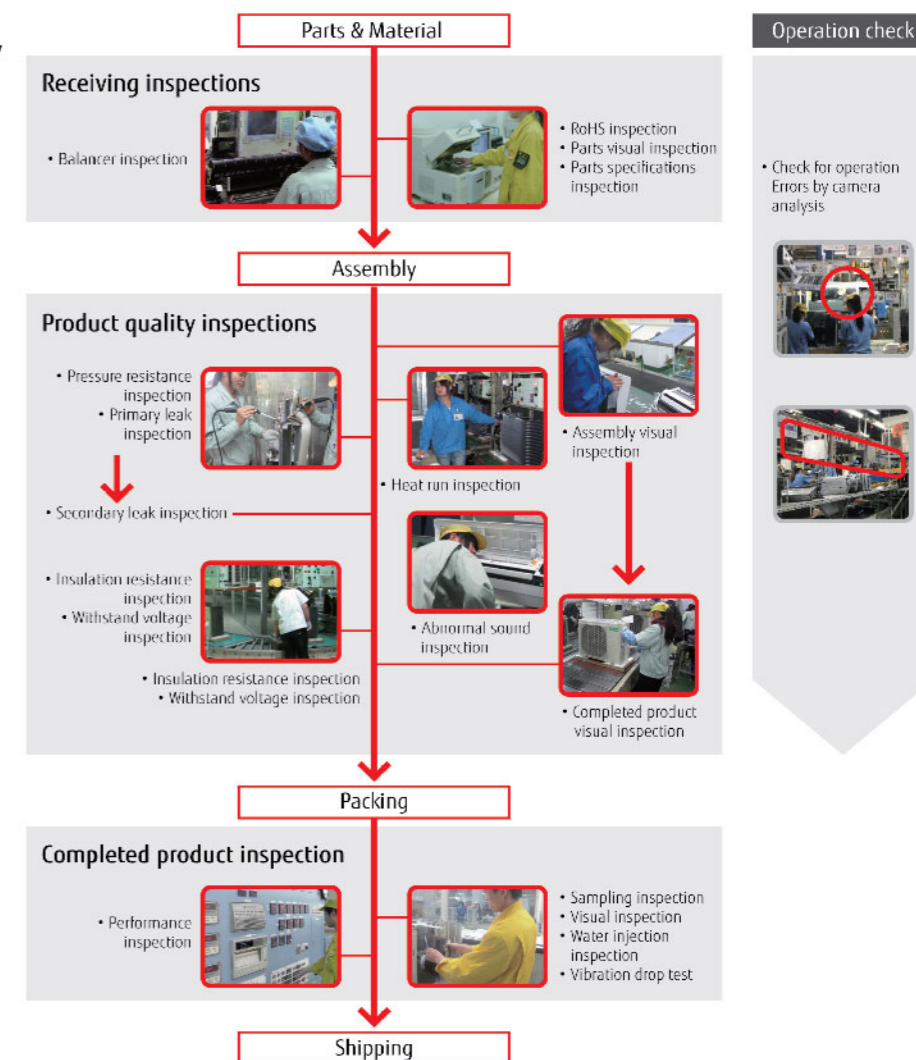 Parts & Material
Operation check
Receiving inspections
• Balancer inspection
• RoHS inspection
• Parts visual inspection
• Parts specifications
inspection
• Check for operation
Errors by camera
analysis
Assembly
Product quality inspections
• Pressure resistance
inspection
• Primary leak
inspection
• Secondary leak inspection
• Heat run inspection
• Assembly visual
inspection
• Insulation resistance
inspection
• Withstand voltage
inspection
• Insulation resistance inspection
• Withstand voltage inspection
• Abnormal sound
inspection
• Completed product
visual inspection
Packing
Completed product inspection
• Performance
inspection
• Sampling inspection
• Visual inspection
• Water injection
inspection
• Vibration drop test
Shipping